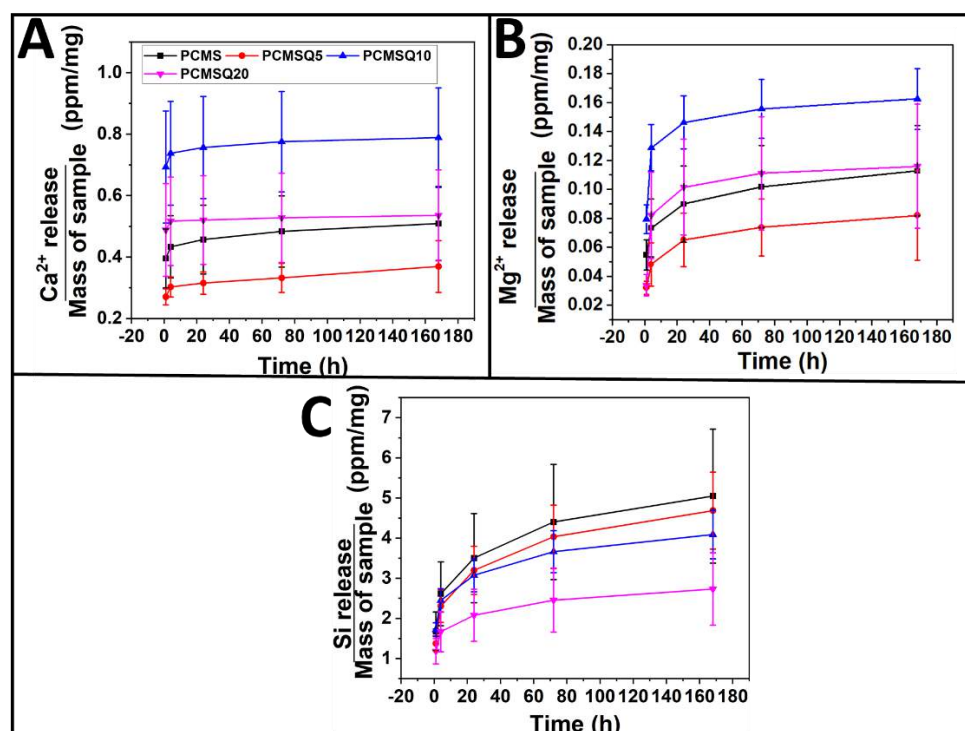 A
PCMS PCMSQ5 PCMSQ10
PCMSQ20
Ca2+ release
Mass of sample (ppm/mg)
1.0
0.8
0.6
0.4
0.2
-20 0 20 40 60 80 100 120 140 160 180
Time (h)
B
Mg2+ release
Mass of sample (ppm/mg)
0.20
0.18
0.16
0.14
0.12
0.10
0.08
0.06
0.04
0.02
-20 0 20 40 60 80 100 120 140 160 180
Time (h)
C
Si release
Mass of sample (ppm/mg)
7
6
5
4
3
2
1
-20 0 20 40 60 80 100 120 140 160 180
Time (h)